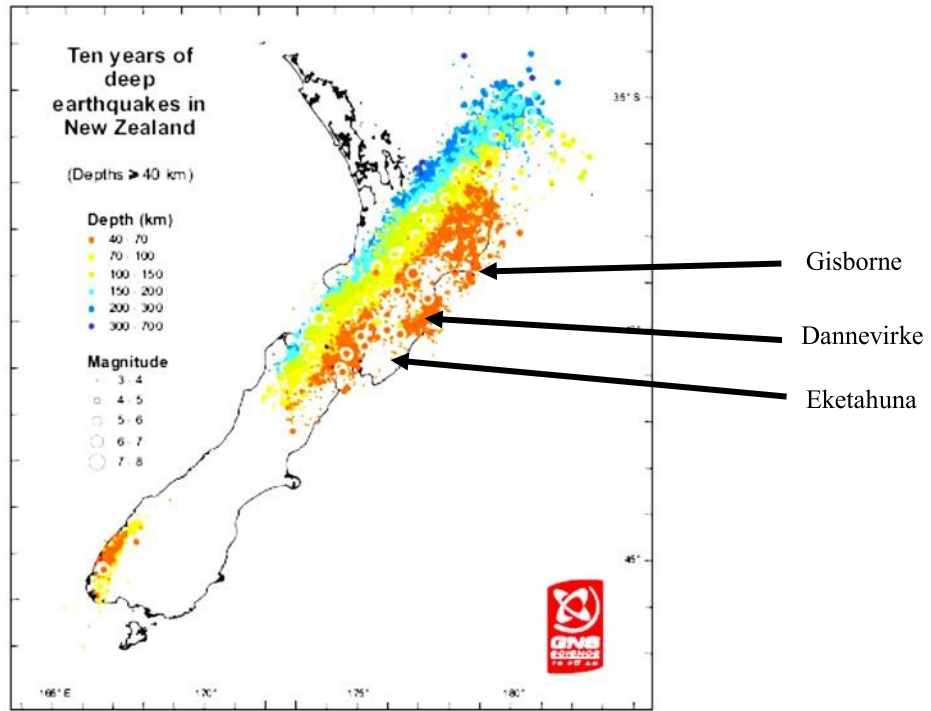 Ten years of
deep
earthquakes in
New Zealand
(Depths ≥ 40 km)
Depth (km)
40 - 70
70 - 100
100 - 150
150 - 200
200 - 300
300 - 700
Magnitude
3 - 4
4 - 5
5 - 6
6 - 7
7 - 8
35° S
Gisborne
Dannevirke
Eketahuna
45°
GNS
SCIENCE
165° E
170°
175°
180°